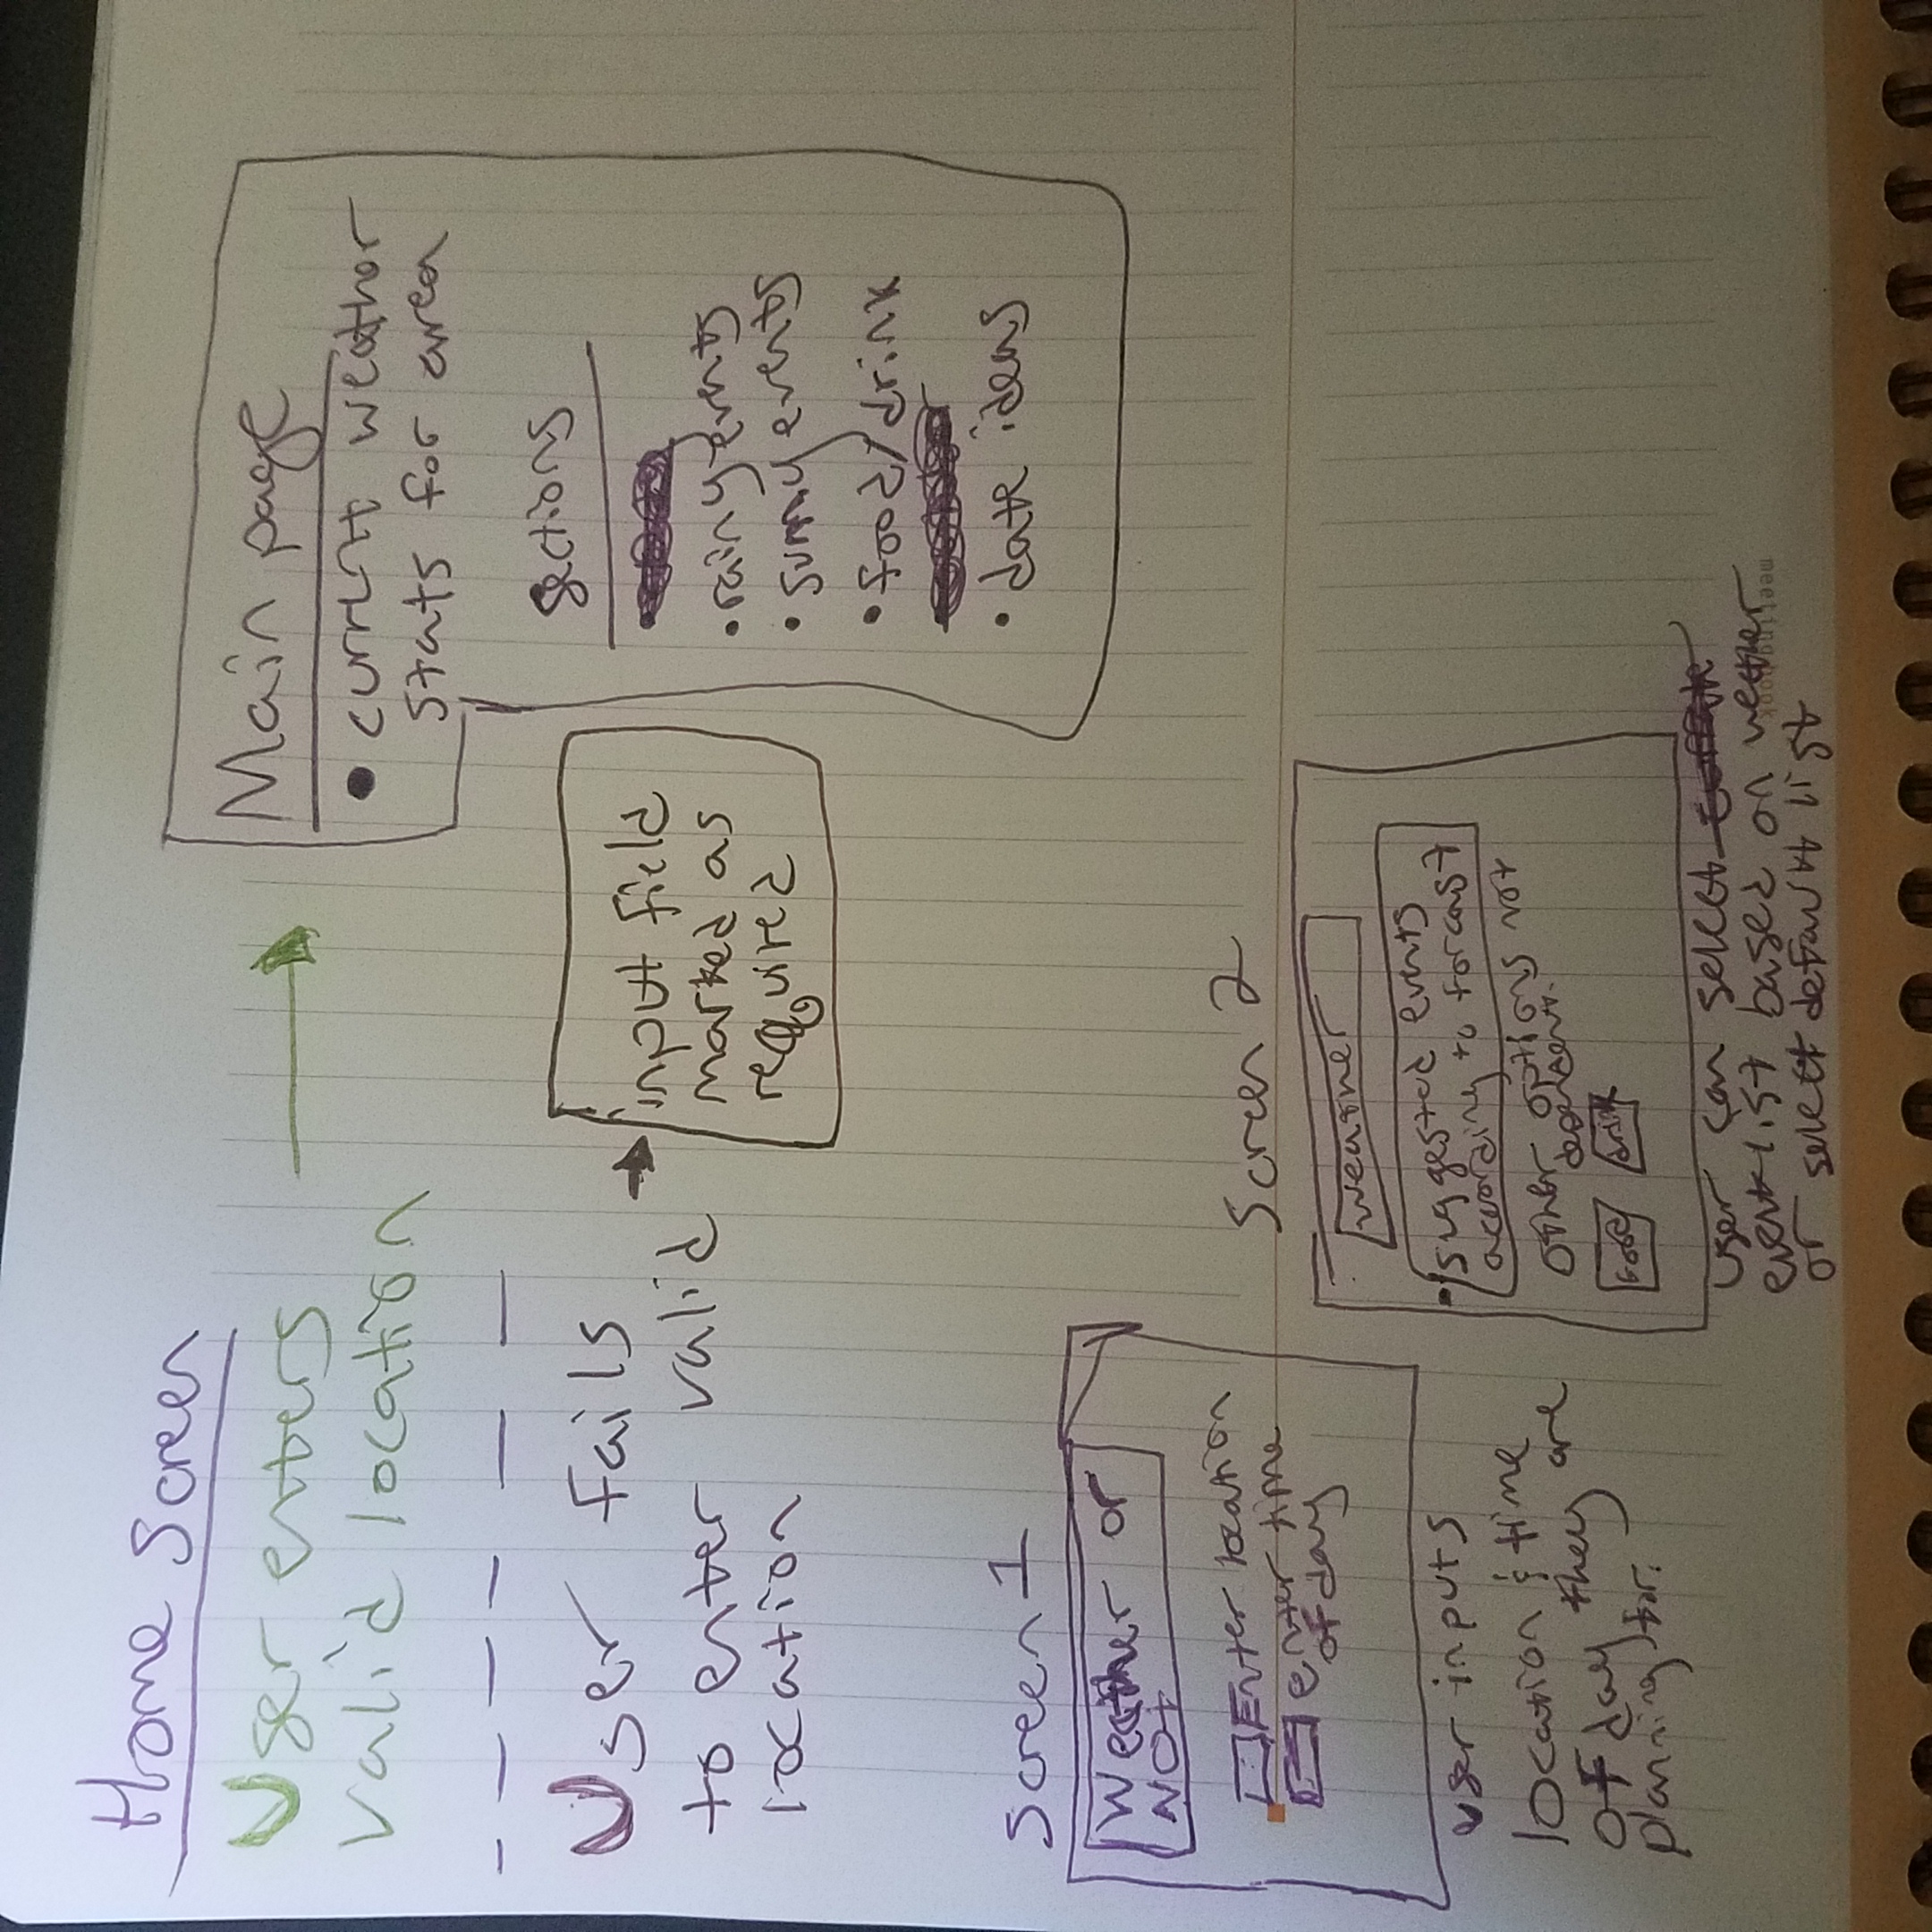 Home Screen
User enters
valid location
Main page
• current weather
stats for area
User fails
to enter valid
location
input field
marked as
required
sections
• rainy events
• sunny events
• food/drink
• date ideas
Screen 1
Weather or
NOt
Enter location
enter time
of day
user inputs
location & time
of day they are
planning for.
Screen 2
weather
• suggested events
according to forcast
other options not
dependent.
food drink
user can select
event list based on weather
or select default list
meeting book